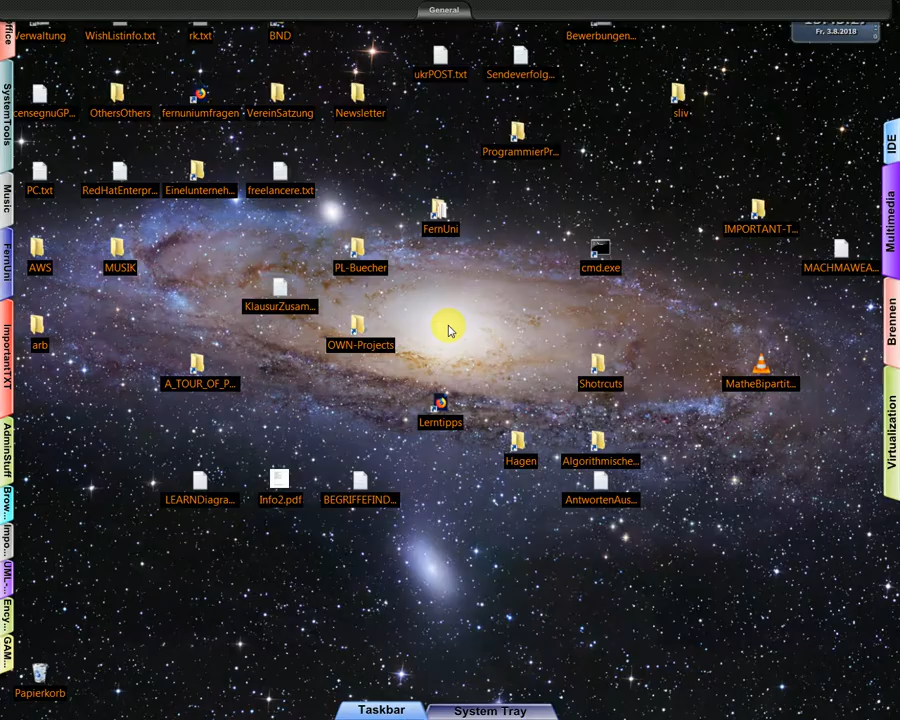 General
Fr, 3.8.2018
Verwaltung
WishListinfo.txt
rk.txt
BND
Bewerbungen...
ukrPOST.txt
Sendeverfolg...
censegnuGP...
OthersOthers
fernuniumfragen
VereinSatzung
Newsletter
sliv
ProgrammierPr...
PC.txt
RedHatEnterpr...
Einelunterneh...
freelancere.txt
FernUni
IMPORTANT-T...
AWS
MUSIK
PL-Buecher
cmd.exe
MACHMAWEA...
KlausurZusam...
arb
OWN-Projects
A_TOUR_OF_P...
Shotrcuts
MatheBipartit...
Lerntipps
Hagen
Algorithmische...
LEARNDiagra...
Info2.pdf
BEGRIFFEFIND...
AntwortenAus...
Papierkorb
ffice
SystemTools
Music
FernUni
ImportantTXT
AdminStuff
Brow...
Impo...
UML-...
Ency...
GAM...
IDE
Multimedia
Brennen
Virtualization
Taskbar
System Tray